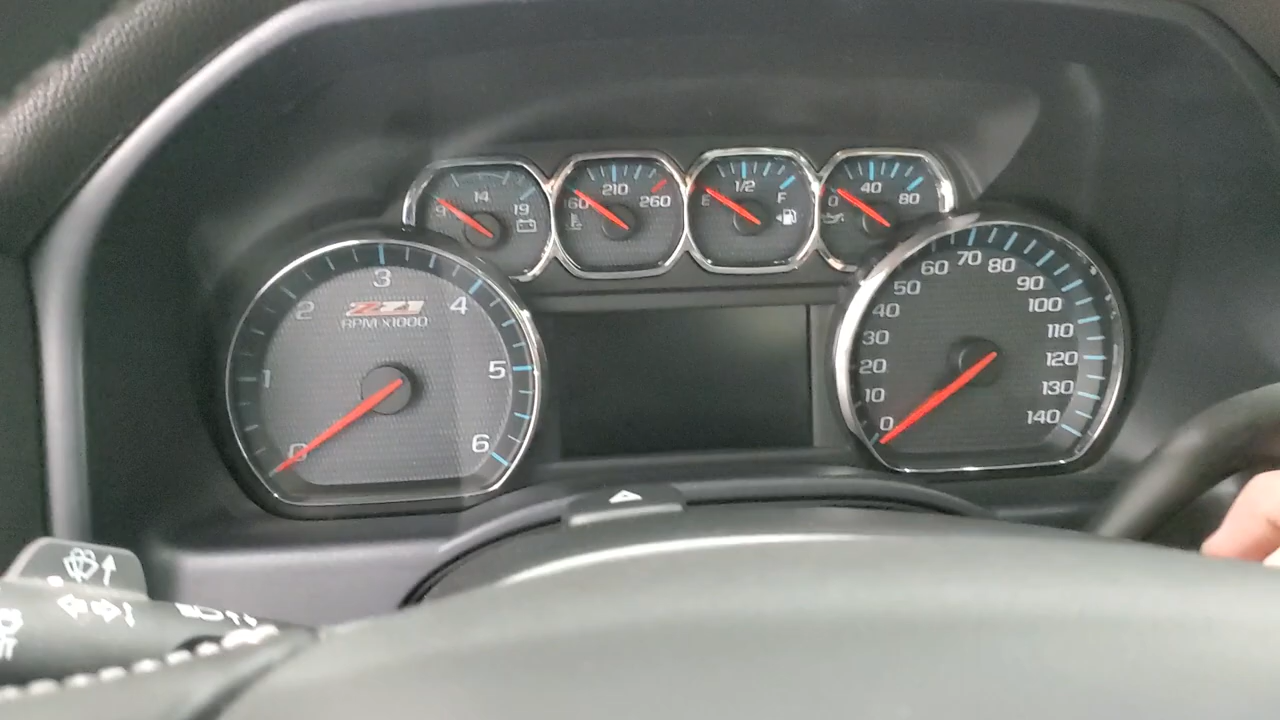 9 14 19
160 210 260
E 1/2 F
0 40 80
Z71
RPM X1000
0 1 2 3 4 5 6
0 10 20 30 40 50 60 70 80 90 100 110 120 130 140